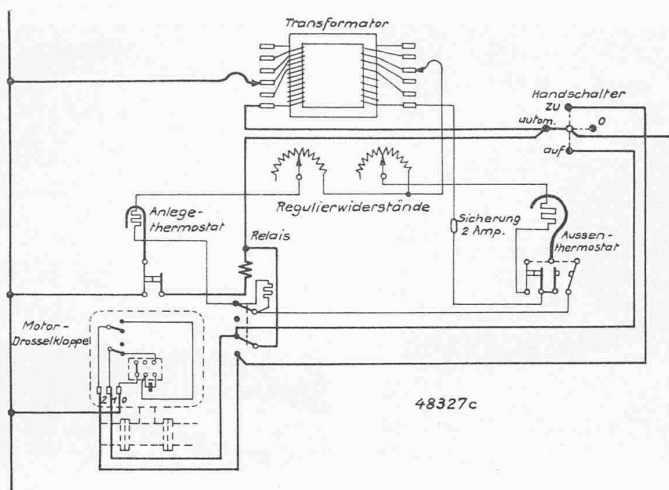 Transformator
Handschalter
zu
autom.
0
auf
Regulierwiderstände
Anlege-
thermostat
Relais
Sicherung
2 Amp.
Aussen-
thermostat
Motor-
Drosselklappe
2 1 0
48327c